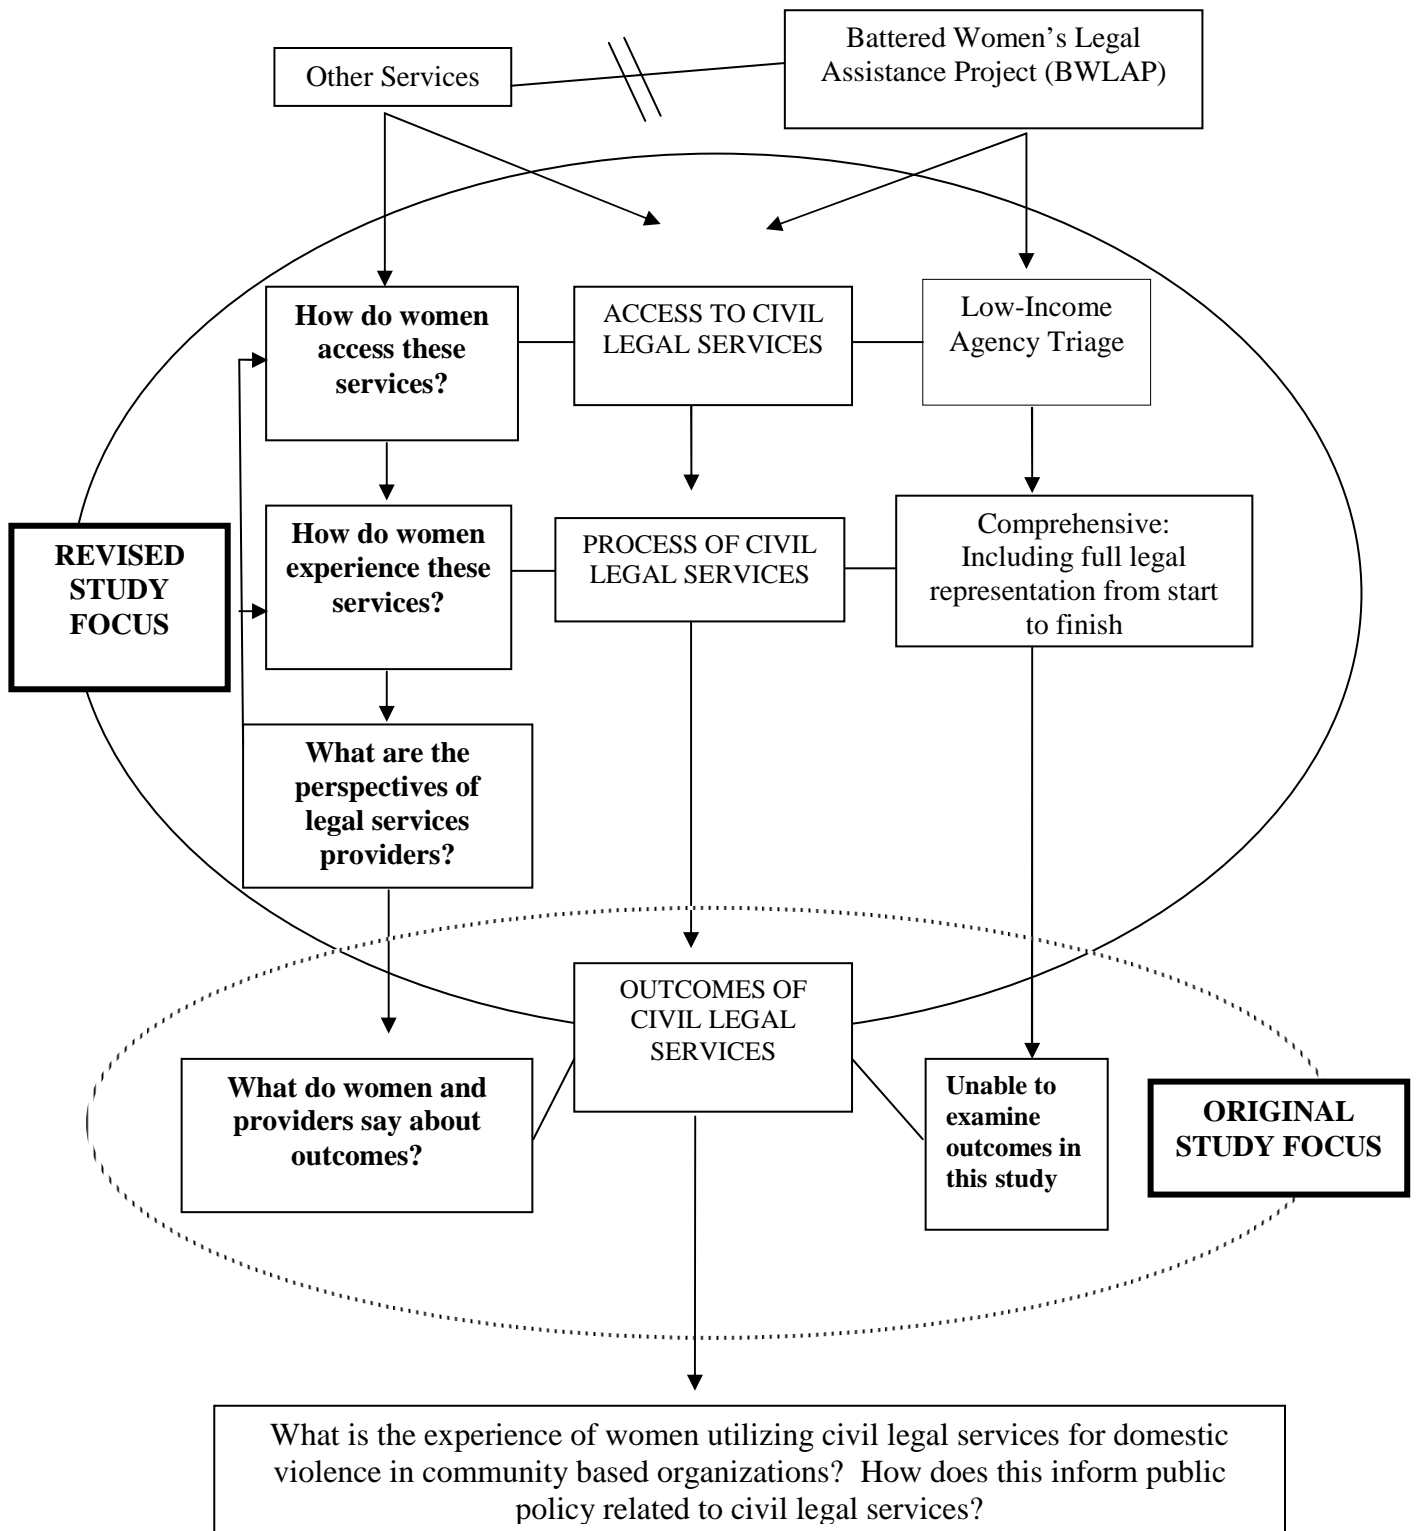 Other Services
Battered Women’s Legal
Assistance Project (BWLAP)
How do women
access these
services?
ACCESS TO CIVIL
LEGAL SERVICES
Low-Income
Agency Triage
REVISED
STUDY
FOCUS
How do women
experience these
services?
PROCESS OF CIVIL
LEGAL SERVICES
Comprehensive:
Including full legal
representation from start
to finish
What are the
perspectives of
legal services
providers?
OUTCOMES OF
CIVIL LEGAL
SERVICES
What do women and
providers say about
outcomes?
Unable to
examine
outcomes in
this study
ORIGINAL
STUDY FOCUS
What is the experience of women utilizing civil legal services for domestic
violence in community based organizations?  How does this inform public
policy related to civil legal services?